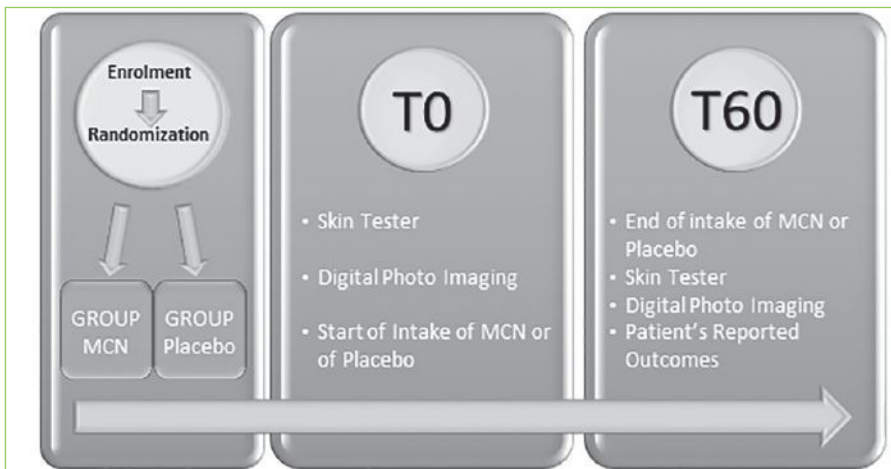 Enrolment
Randomization
GROUP
MCN
GROUP
Placebo
T0
• Skin Tester
• Digital Photo Imaging
• Start of Intake of MCN or
of Placebo
T60
• End of intake of MCN or
Placebo
• Skin Tester
• Digital Photo Imaging
• Patient's Reported
Outcomes